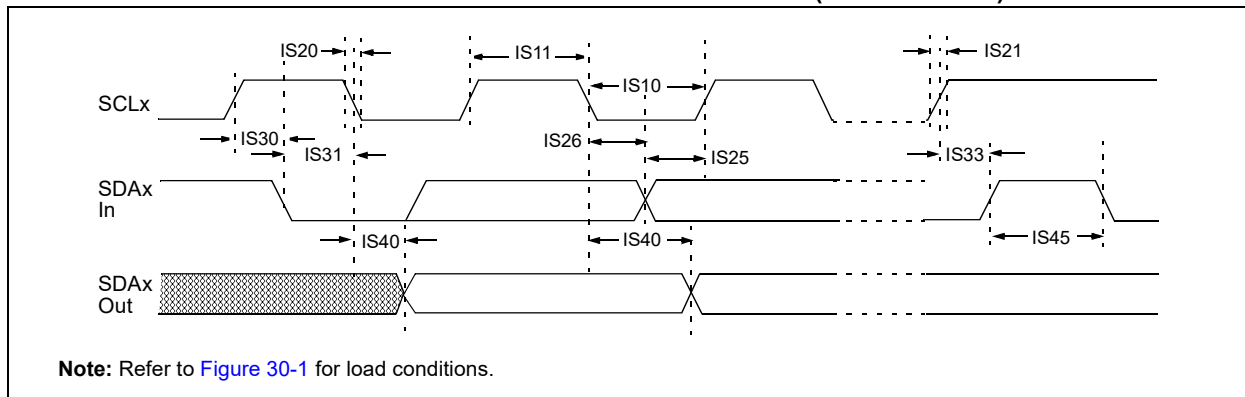 IS20
IS11
IS21
IS10
SCLx
IS30
IS26
IS31
IS25
IS33
SDAx
In
IS40
IS40
IS45
SDAx
Out
Note: Refer to Figure 30-1 for load conditions.